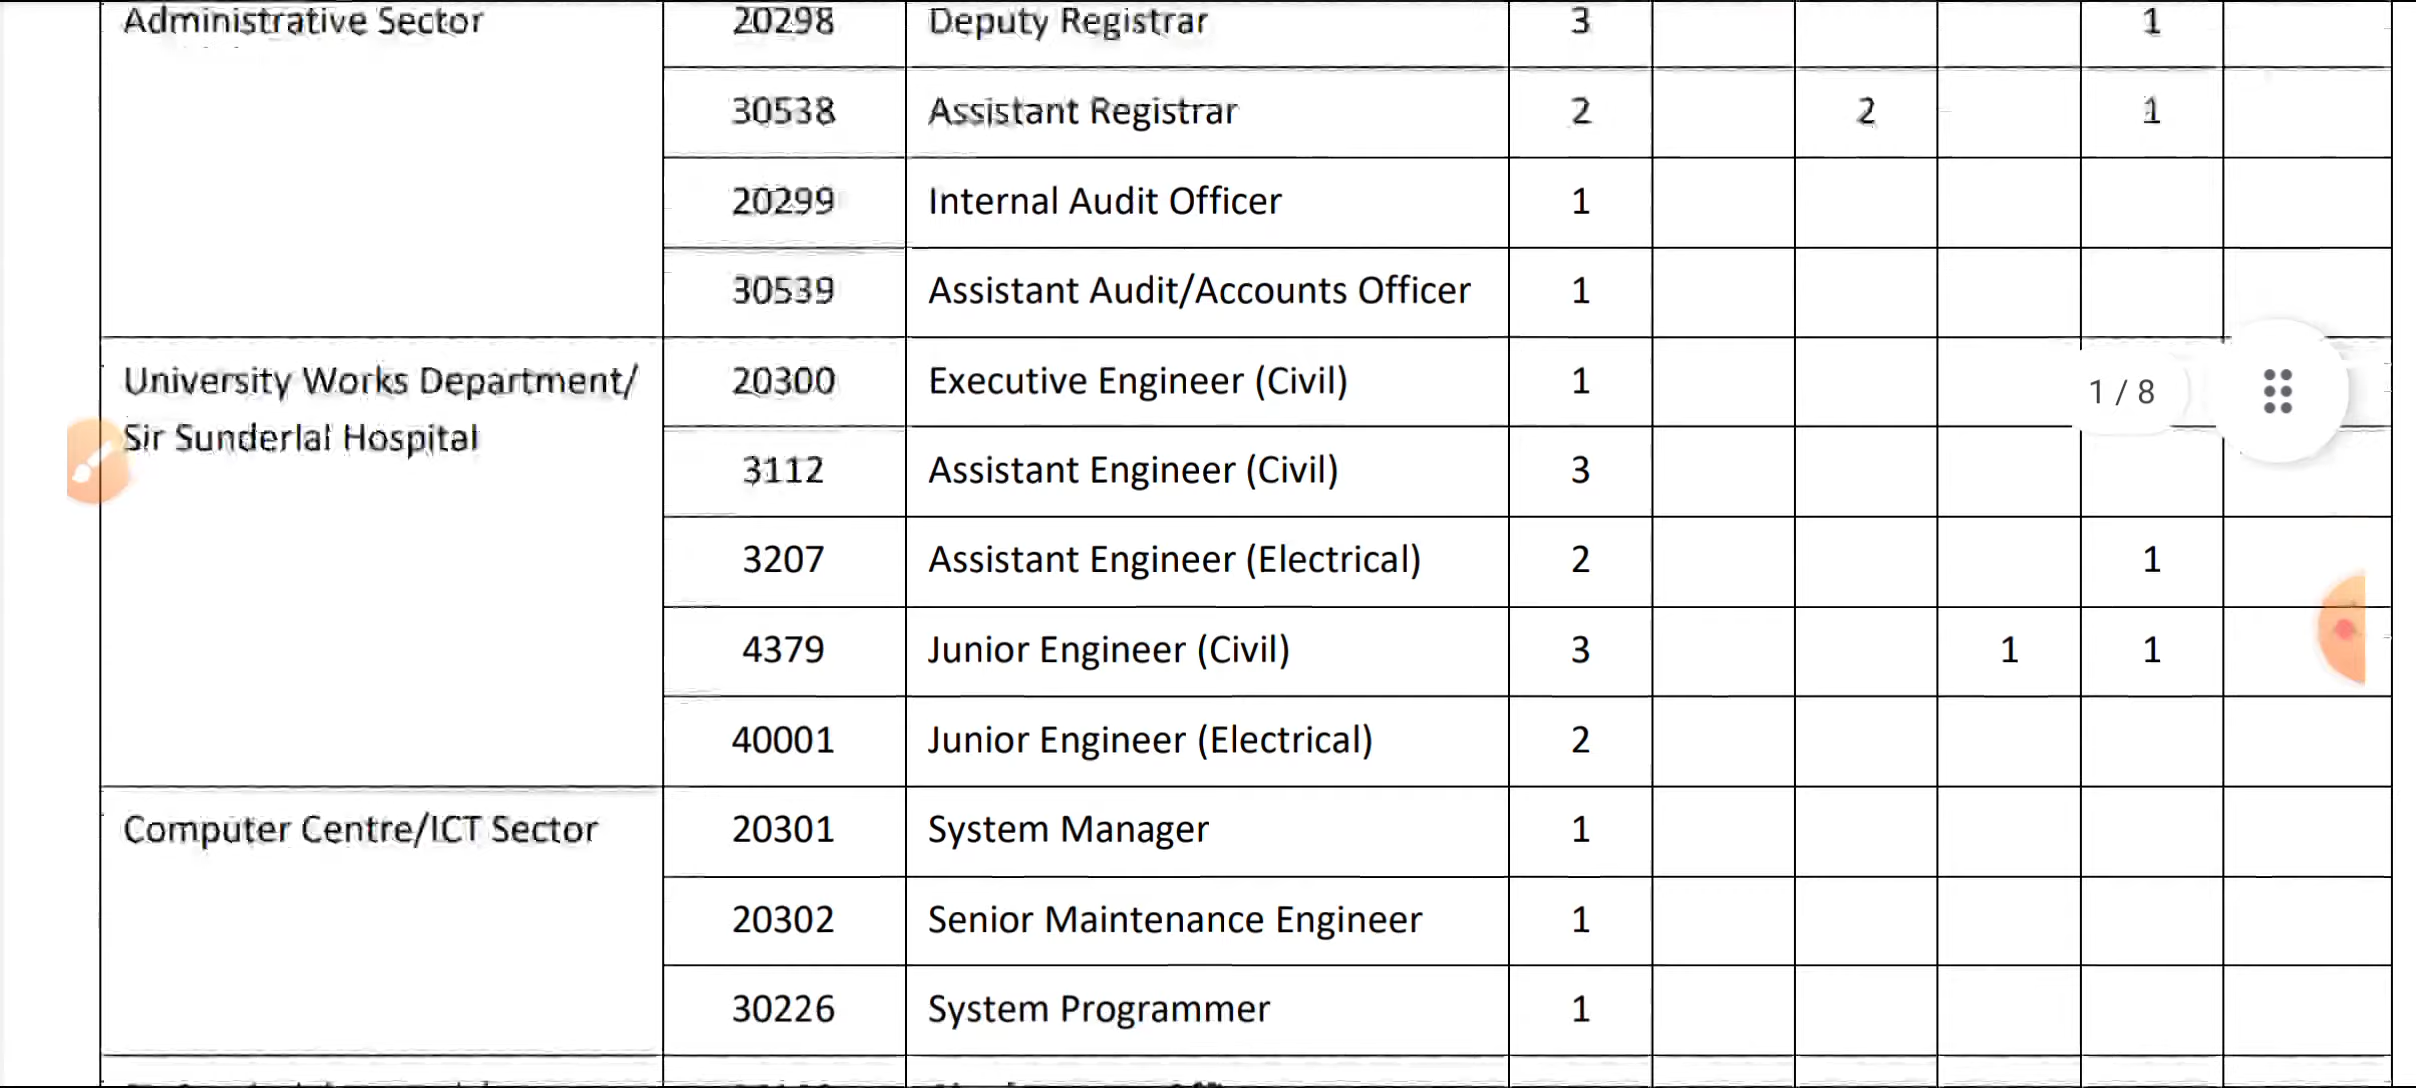 Administrative Sector 20298 Deputy Registrar 3 1
30538 Assistant Registrar 2 2 1
20299 Internal Audit Officer 1
30539 Assistant Audit/Accounts Officer 1
University Works Department/ 20300 Executive Engineer (Civil) 1 1 / 8
Sir Sunderlal Hospital
3112 Assistant Engineer (Civil) 3
3207 Assistant Engineer (Electrical) 2 1
4379 Junior Engineer (Civil) 3 1 1
40001 Junior Engineer (Electrical) 2
Computer Centre/ICT Sector 20301 System Manager 1
20302 Senior Maintenance Engineer 1
30226 System Programmer 1